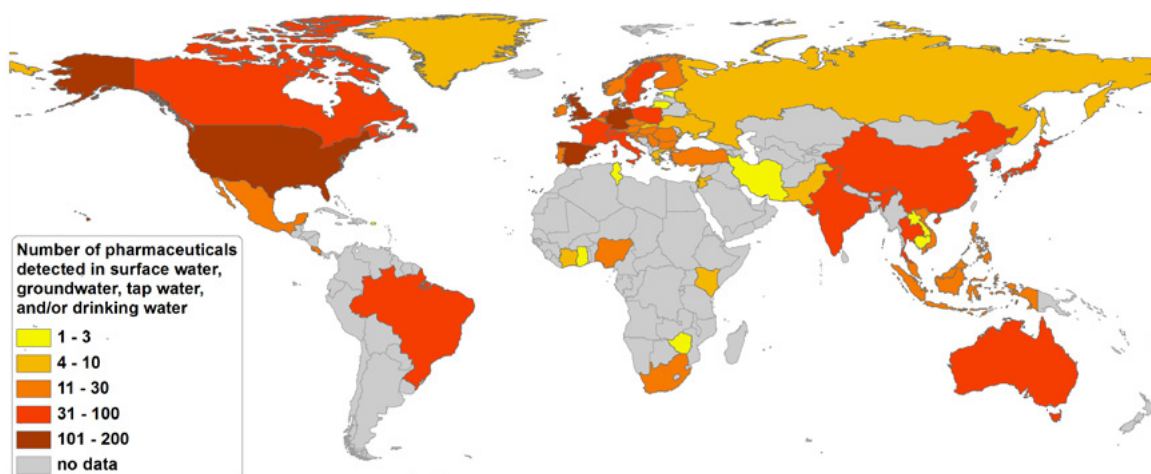 Number of pharmaceuticals
detected in surface water,
groundwater, tap water,
and/or drinking water
1 - 3
4 - 10
11 - 30
31 - 100
101 - 200
no data